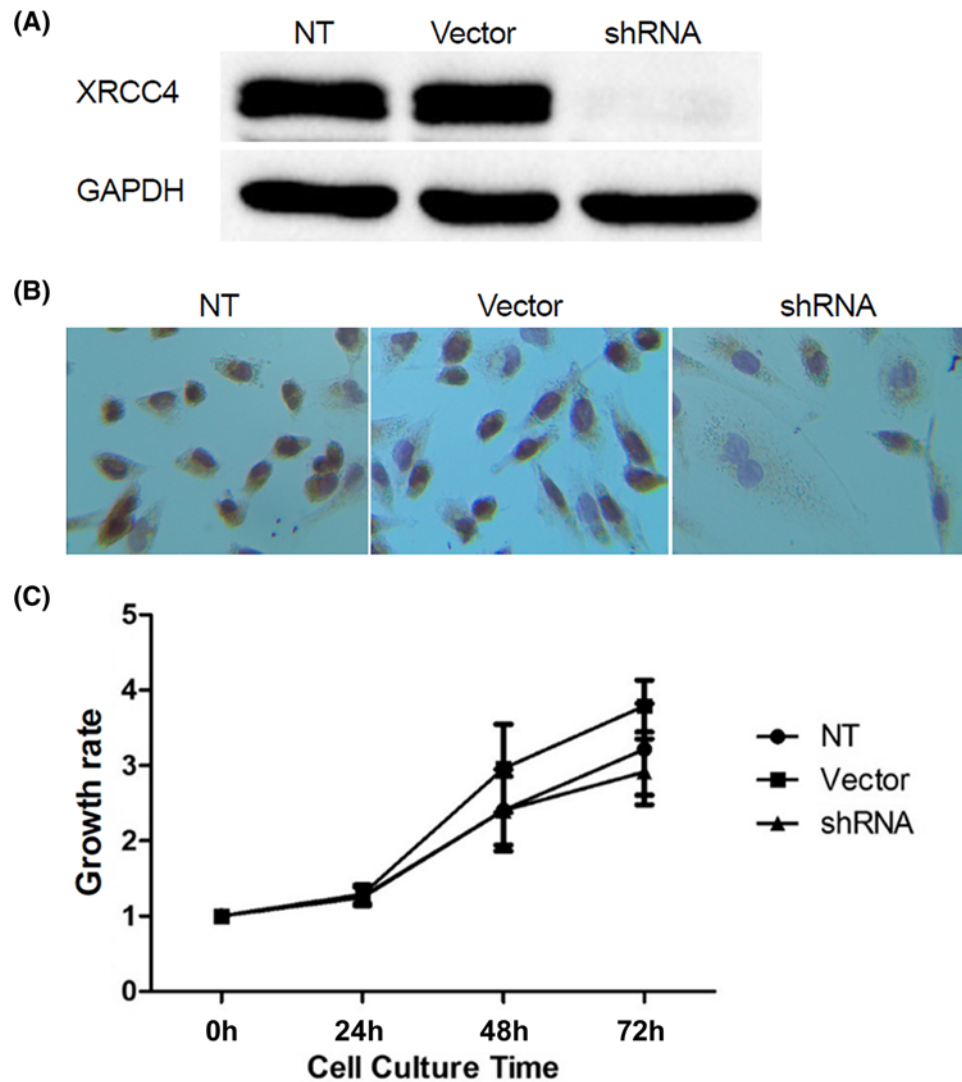 (A)
NT Vector shRNA
XRCC4
GAPDH
(B)
NT Vector shRNA
(C)
5
4
3
2
1
0
Growth rate
0h 24h 48h 72h
Cell Culture Time
NT
Vector
shRNA